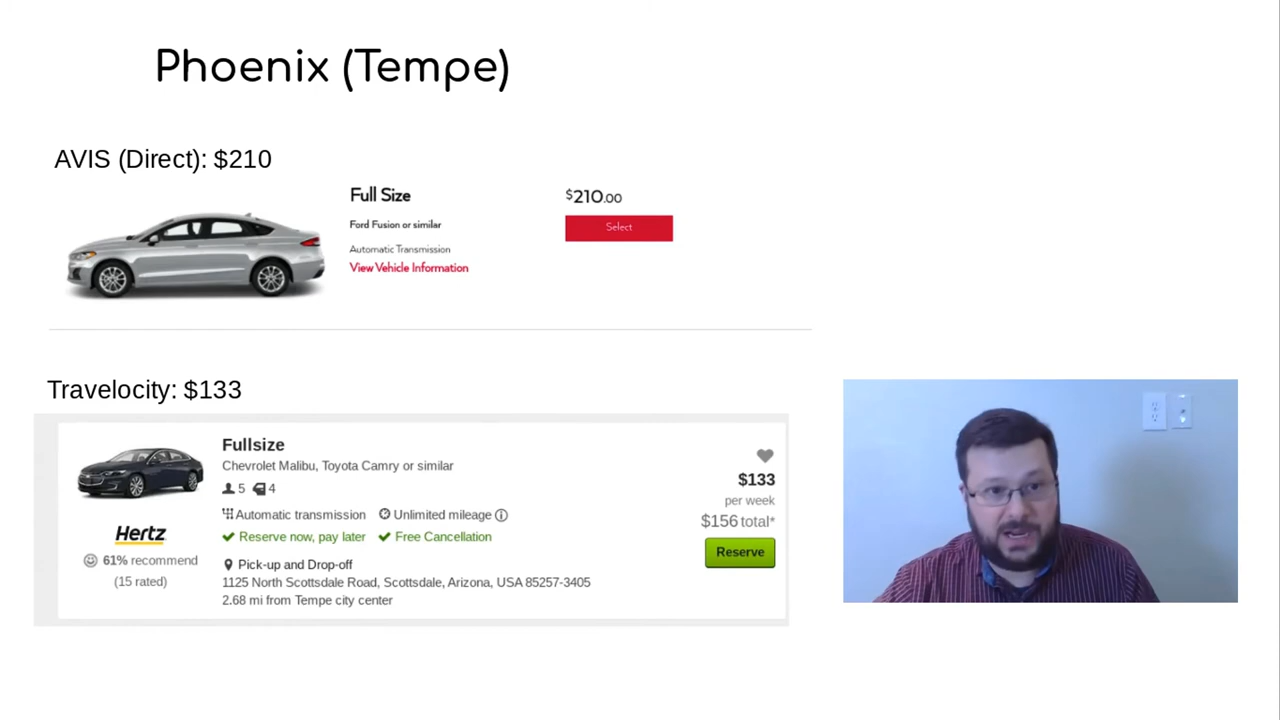 Phoenix (Tempe)
AVIS (Direct): $210
Full Size
$210.00
Ford Fusion or similar
Select
Automatic Transmission
View Vehicle Information
Travelocity: $133
Fullsize
Chevrolet Malibu, Toyota Camry or similar
5 4
$133
per week
Automatic transmission Unlimited mileage
$156 total*
Hertz
Reserve now, pay later Free Cancellation
Reserve
61% recommend
Pick-up and Drop-off
(15 rated)
1125 North Scottsdale Road, Scottsdale, Arizona, USA 85257-3405
2.68 mi from Tempe city center